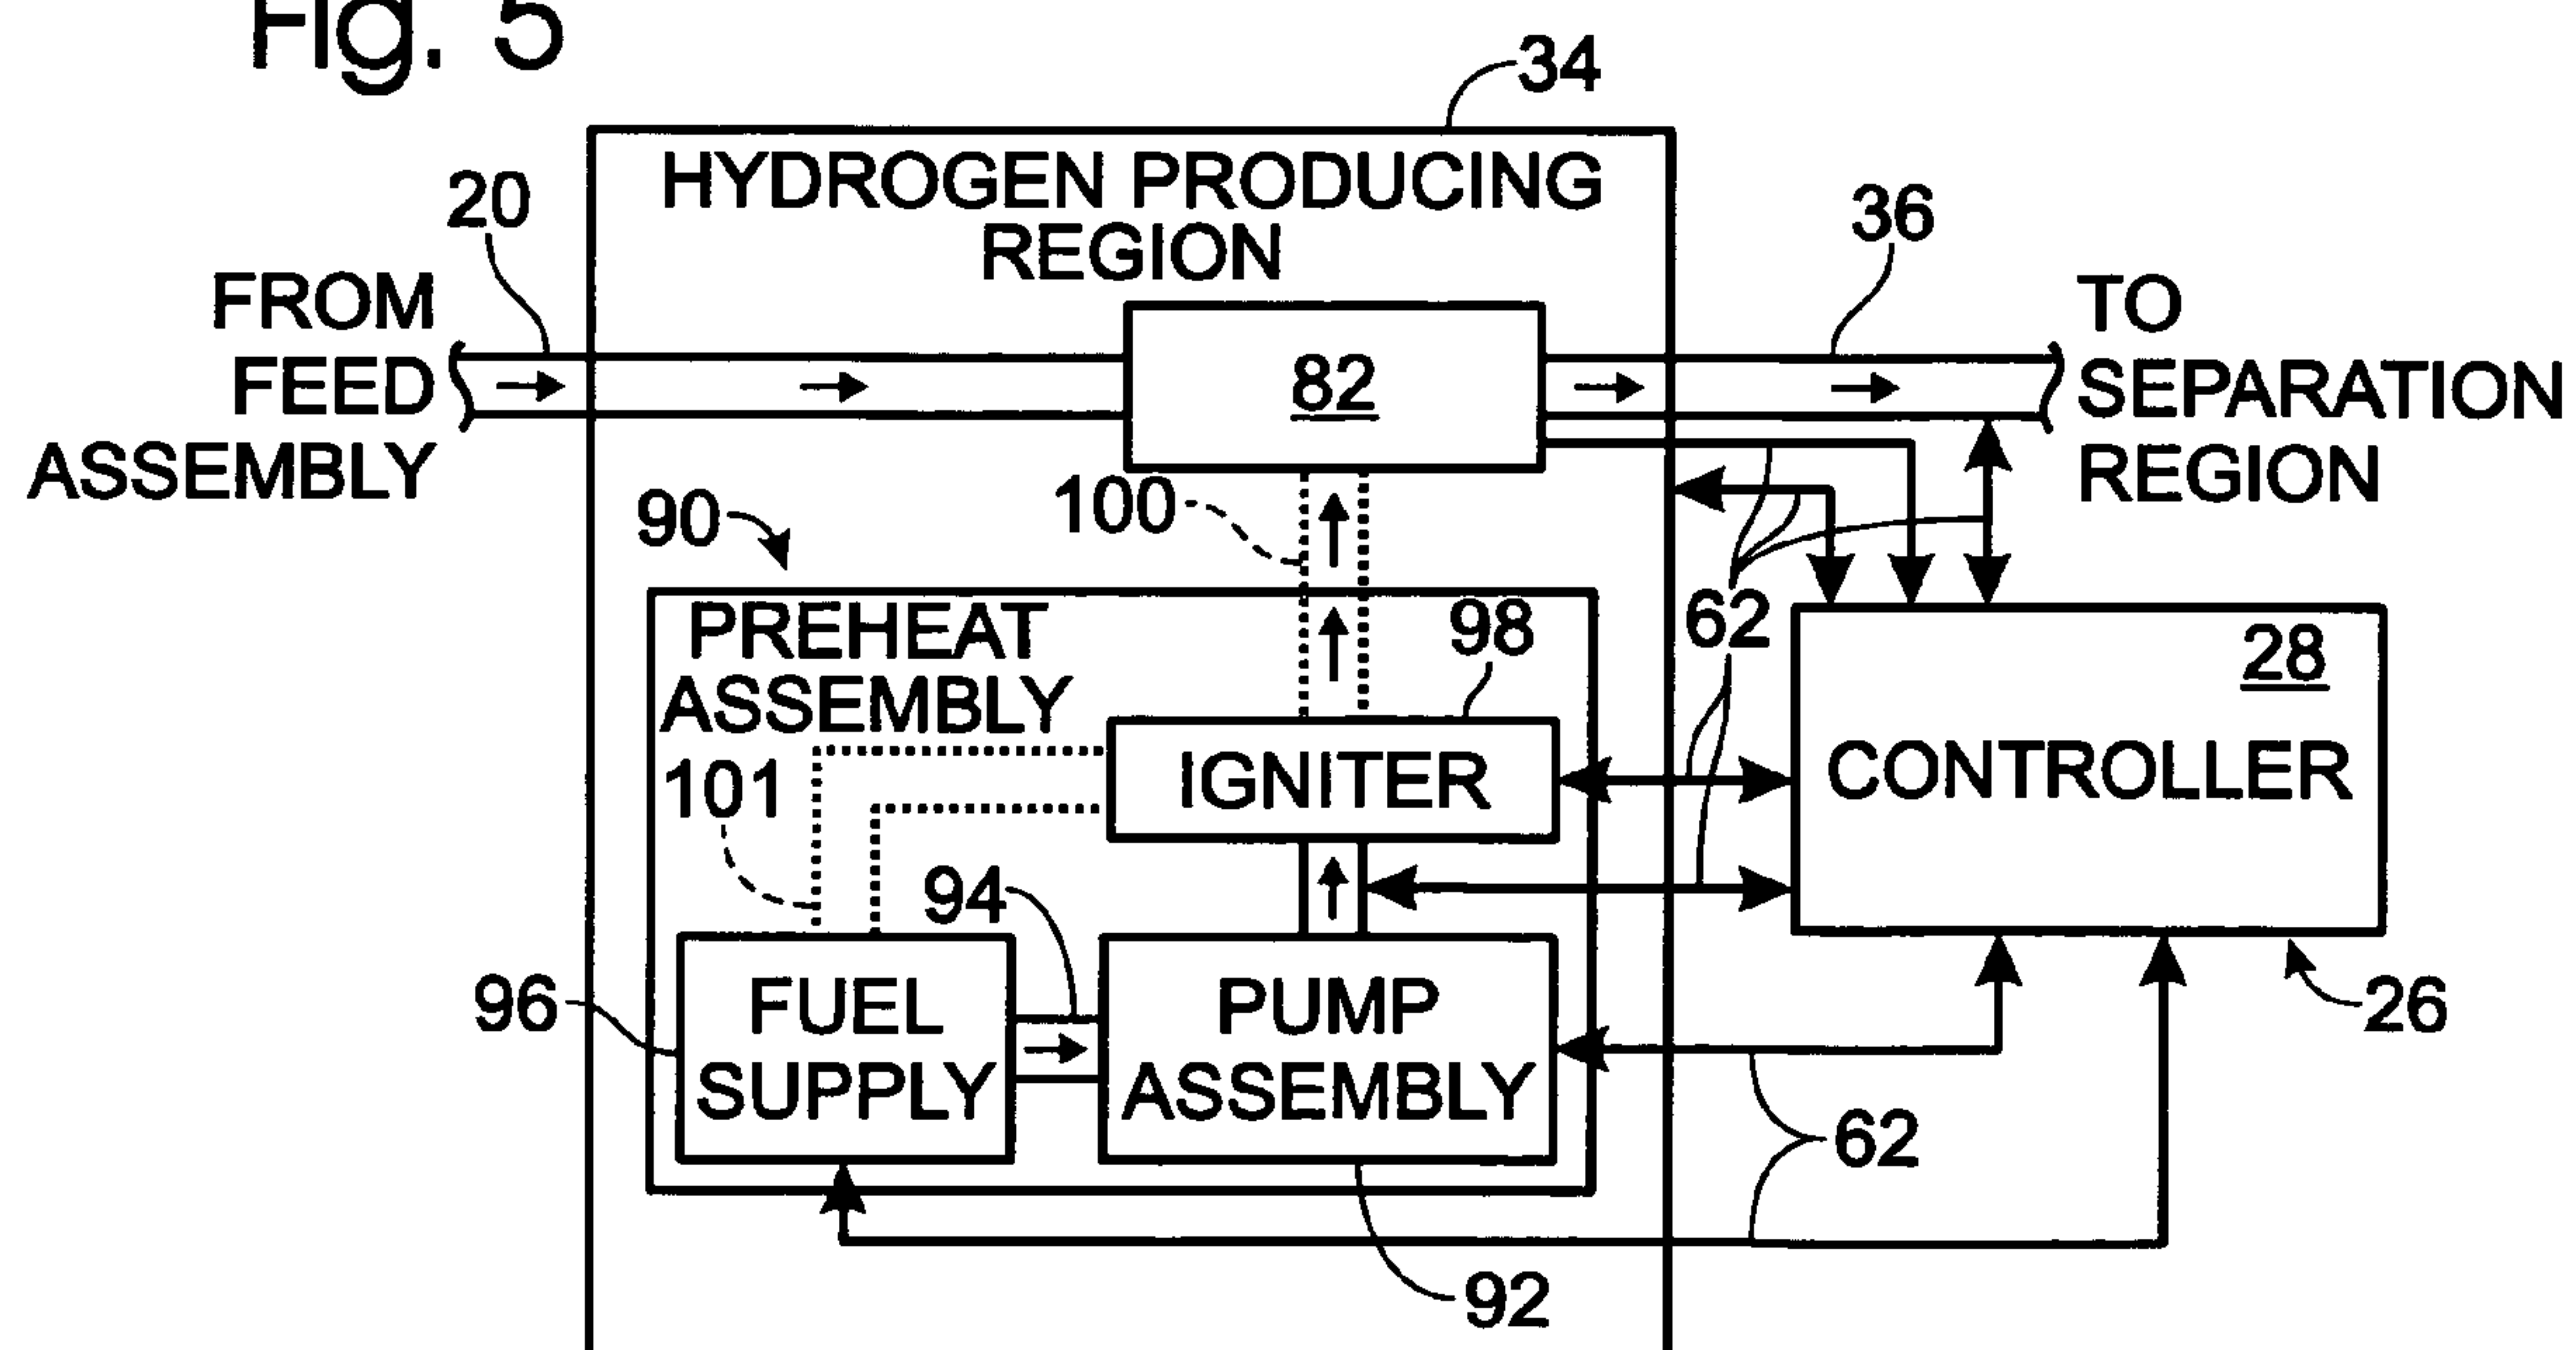 Fig. 5
34
HYDROGEN PRODUCING
REGION
20
36
FROM
FEED
ASSEMBLY
TO
SEPARATION
REGION
82
90
100
62
PREHEAT
ASSEMBLY
98
28
CONTROLLER
101
IGNITER
94
96
FUEL
SUPPLY
PUMP
ASSEMBLY
26
62
92